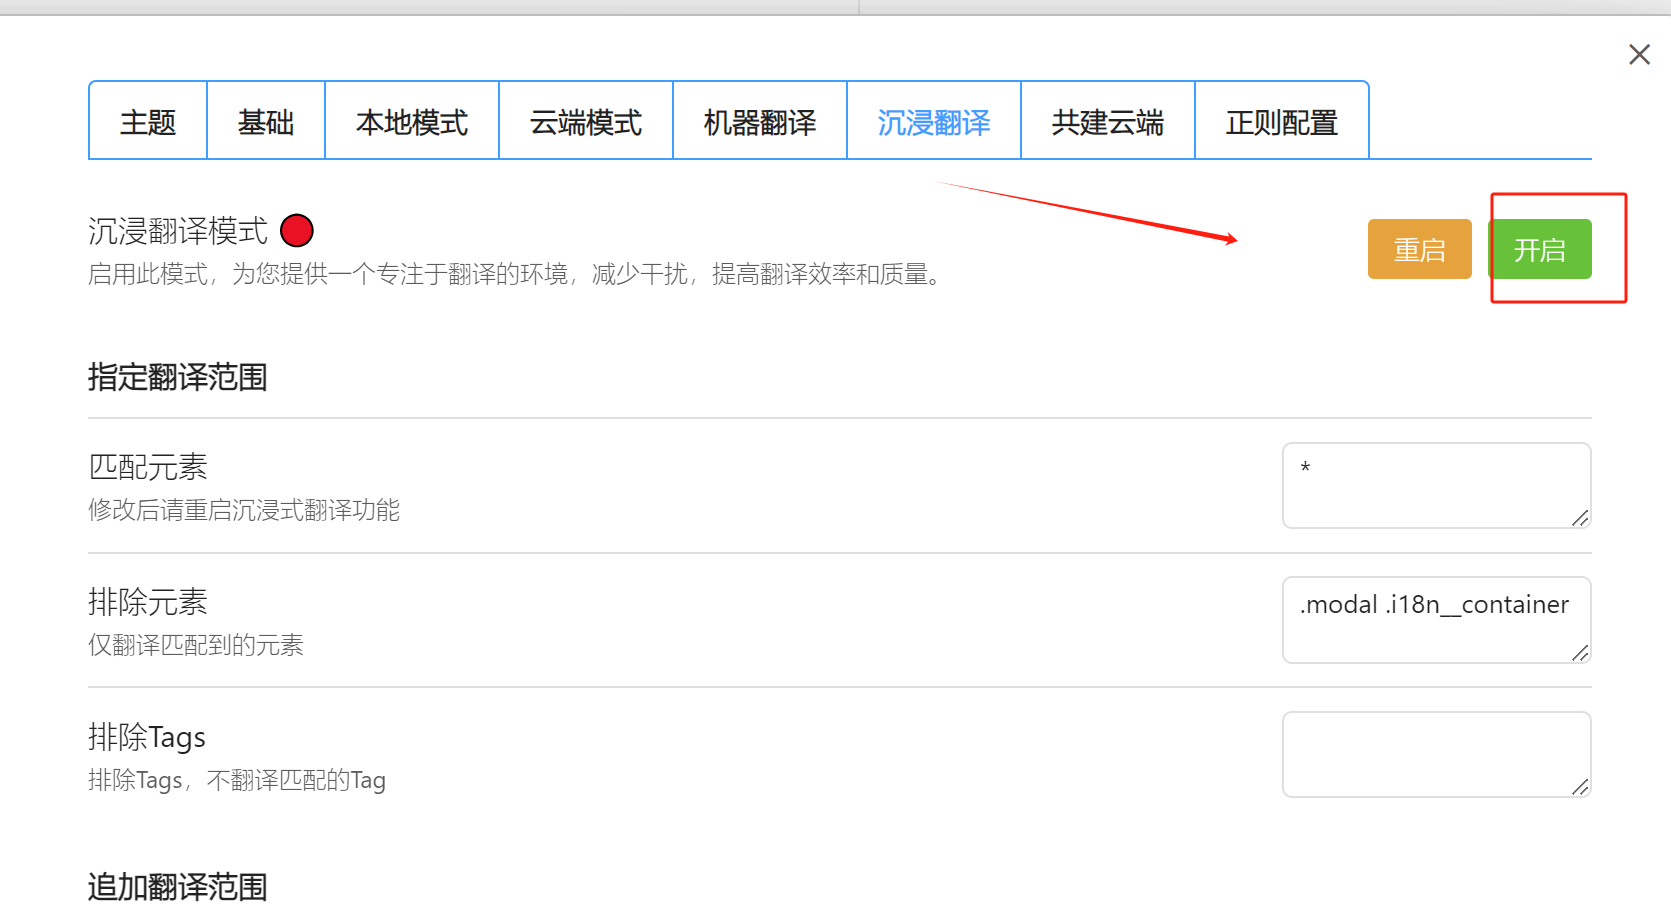 主题 基础 本地模式 云端模式 机器翻译 沉浸翻译 共建云端 正则配置
沉浸翻译模式
启用此模式，为您提供一个专注于翻译的环境，减少干扰，提高翻译效率和质量。
重启 开启
指定翻译范围
匹配元素
修改后请重启沉浸式翻译功能
*
排除元素
仅翻译匹配到的元素
.modal .i18n__container
排除Tags
排除Tags，不翻译匹配的Tag
追加翻译范围